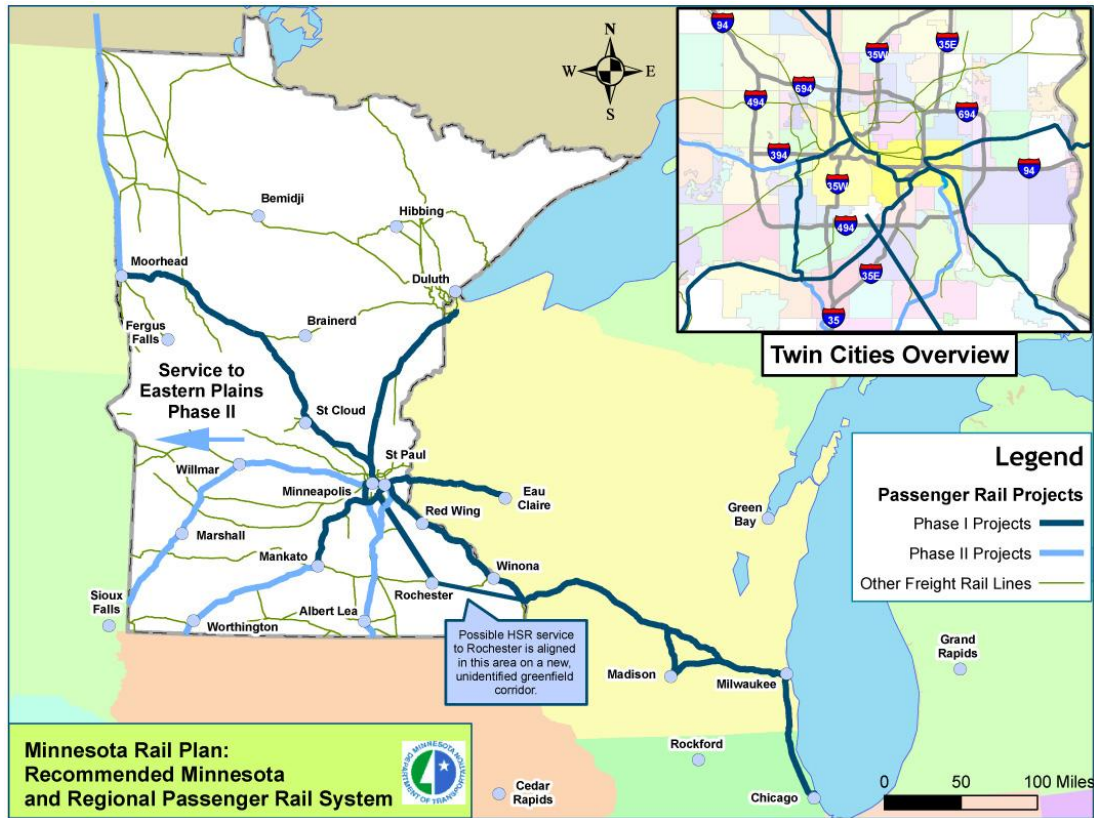 N
W
E
S
94
35W
35E
694
494
694
394
94
35W
494
35E
35
Twin Cities Overview
Bemidji
Hibbing
Moorhead
Duluth
Fergus
Falls
Brainerd
Service to
Eastern Plains
Phase II
St Cloud
St Paul
Willmar
Minneapolis
Eau
Claire
Red Wing
Green
Bay
Marshall
Mankato
Winona
Sioux
Falls
Rochester
Worthington
Albert Lea
Possible HSR service
to Rochester is aligned
in this area on a new,
unidentified greenfield
corridor.
Madison
Milwaukee
Grand
Rapids
Rockford
Cedar
Rapids
Chicago
Legend
Passenger Rail Projects
Phase I Projects
Phase II Projects
Other Freight Rail Lines
Minnesota Rail Plan:
Recommended Minnesota
and Regional Passenger Rail System
MINNESOTA DEPARTMENT OF TRANSPORTATION
0 50 100 Miles